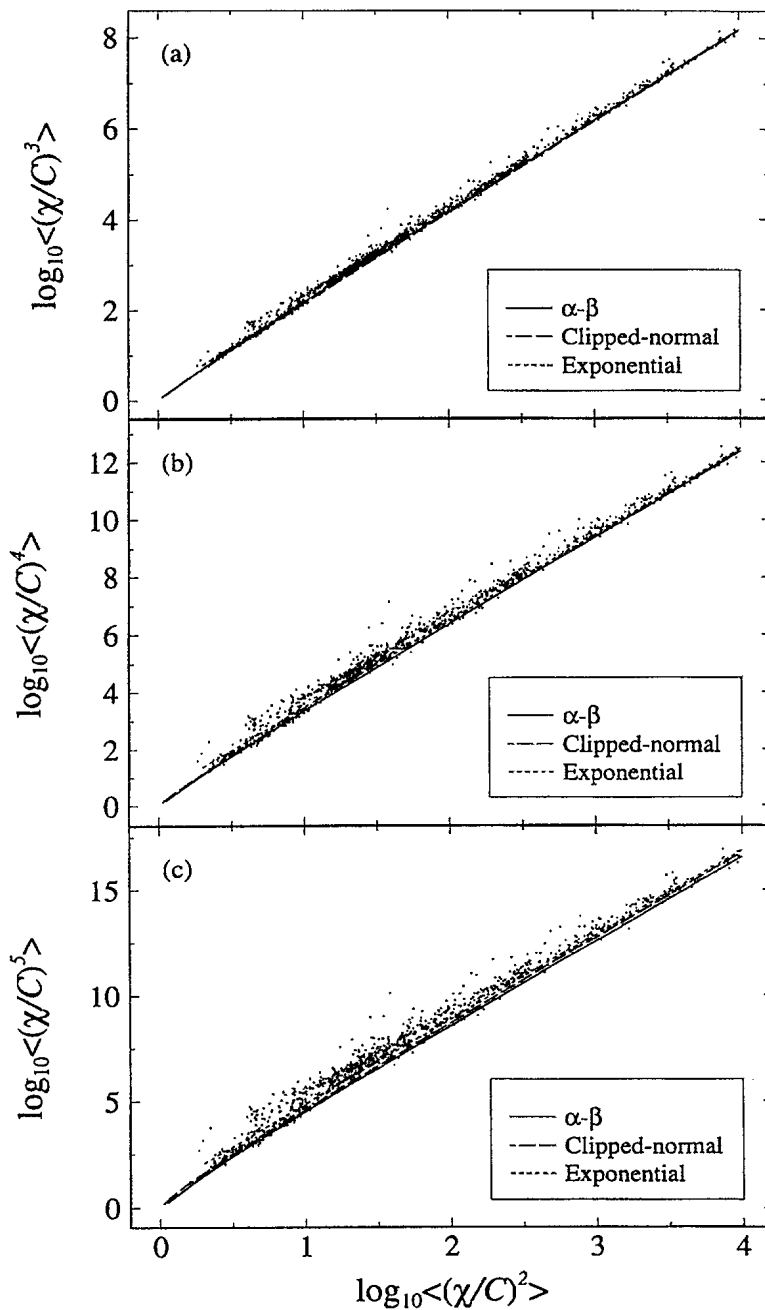 (a)
8
6
4
2
0
log₁₀<(χ/C)³>
α-β
Clipped-normal
Exponential
(b)
12
10
8
6
4
2
0
log₁₀<(χ/C)⁴>
α-β
Clipped-normal
Exponential
(c)
15
10
5
0
log₁₀<(χ/C)⁵>
α-β
Clipped-normal
Exponential
0 1 2 3 4
log₁₀<(χ/C)²>